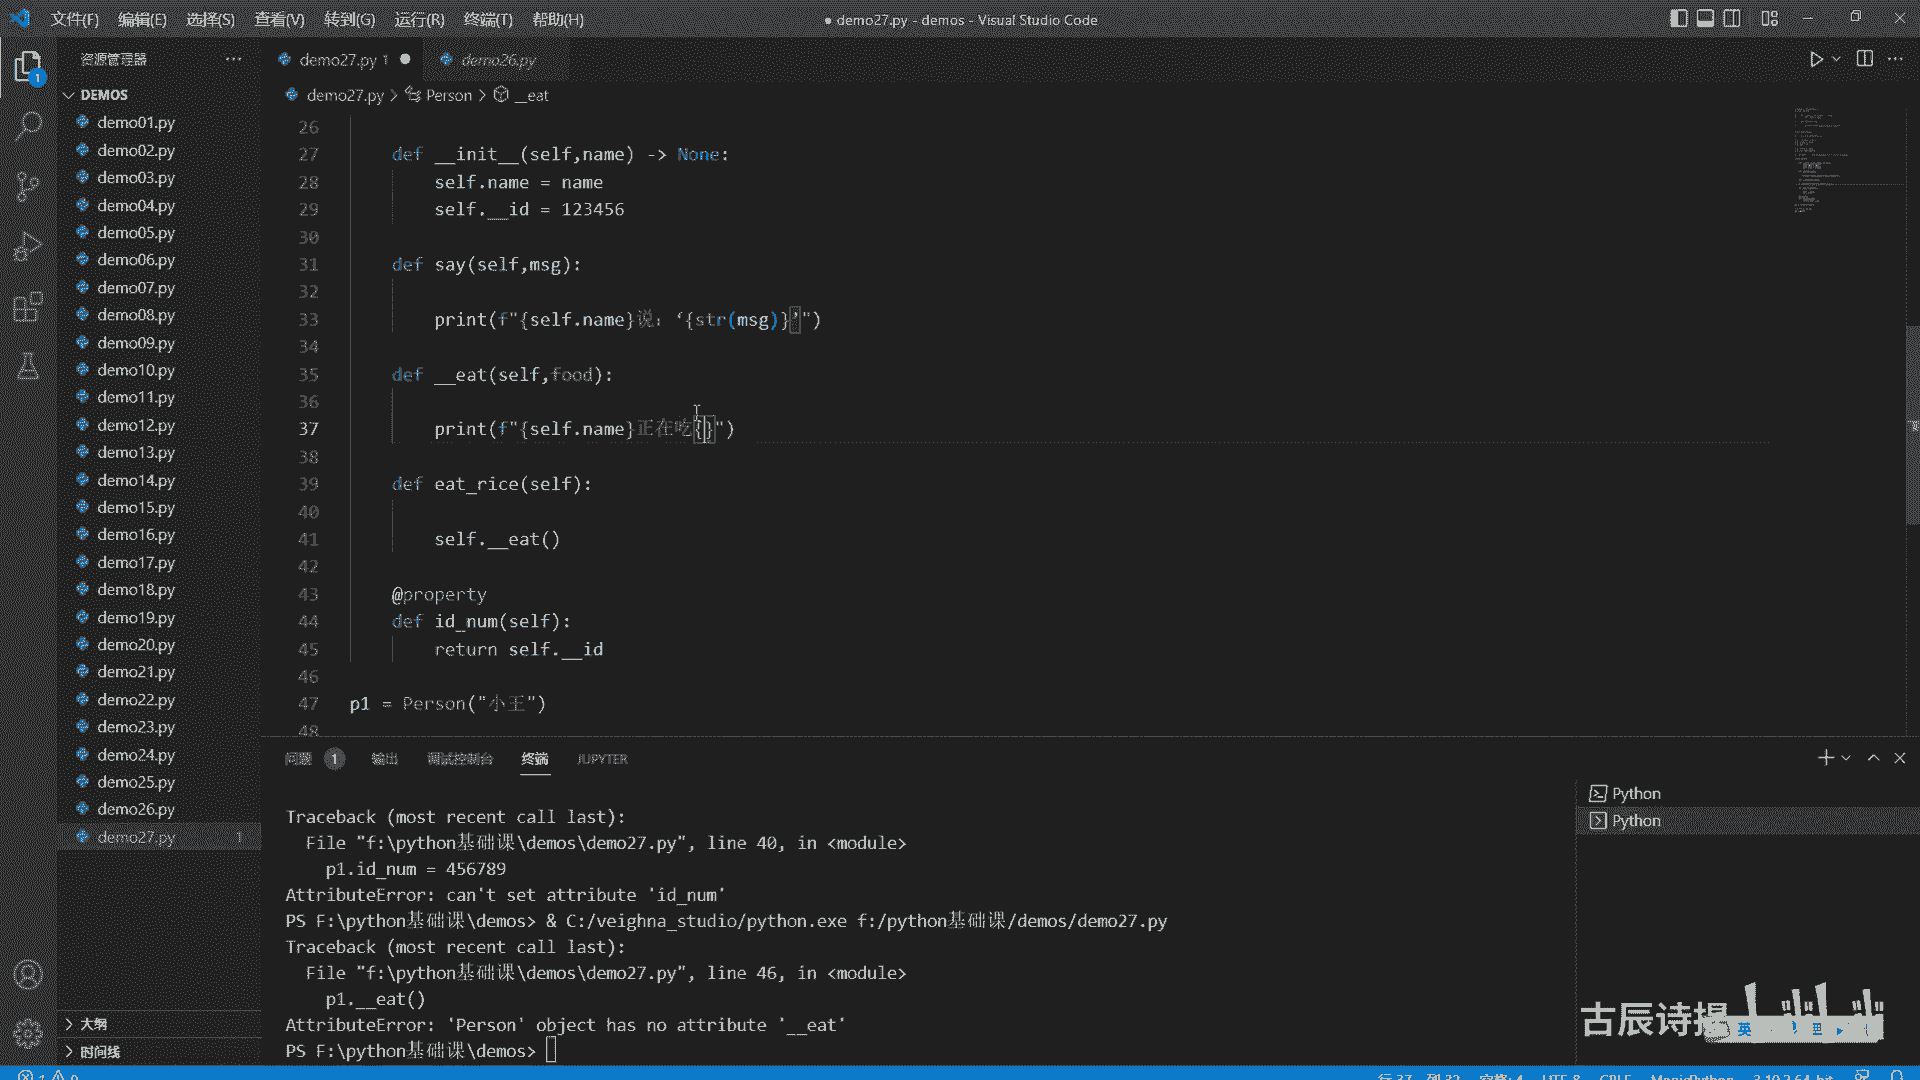 文件(F) 编辑(E) 选择(S) 查看(V) 转到(G) 运行(R) 终端(T) 帮助(H)
● demo27.py - demos - Visual Studio Code
资源管理器 ···
DEMOS
demo01.py
demo02.py
demo03.py
demo04.py
demo05.py
demo06.py
demo07.py
demo08.py
demo09.py
demo10.py
demo11.py
demo12.py
demo13.py
demo14.py
demo15.py
demo16.py
demo17.py
demo18.py
demo19.py
demo20.py
demo21.py
demo22.py
demo23.py
demo24.py
demo25.py
demo26.py
demo27.py 1
大纲
时间线
1
demo27.py 1 ●
demo26.py
demo27.py > Person > __eat
26
27 def __init__(self,name) -> None:
28 self.name = name
29 self.__id = 123456
30
31 def say(self,msg):
32
33 print(f"{self.name}说：‘{str(msg)}’")
34
35 def __eat(self,food):
36
37 print(f"{self.name}正在吃{}")
38
39 def eat_rice(self):
40
41 self.__eat()
42
43 @property
44 def id_num(self):
45 return self.__id
46
47 p1 = Person("小王")
48
问题 1 输出 调试控制台 终端 JUPYTER
Traceback (most recent call last):
File "f:\python基础课\demos\demo27.py", line 40, in <module>
p1.id_num = 456789
AttributeError: can't set attribute 'id_num'
PS F:\python基础课\demos> & C:/veighna_studio/python.exe f:/python基础课/demos/demo27.py
Traceback (most recent call last):
File "f:\python基础课\demos\demo27.py", line 46, in <module>
p1.__eat()
AttributeError: 'Person' object has no attribute '__eat'
PS F:\python基础课\demos>
Python
Python
古辰诗
英